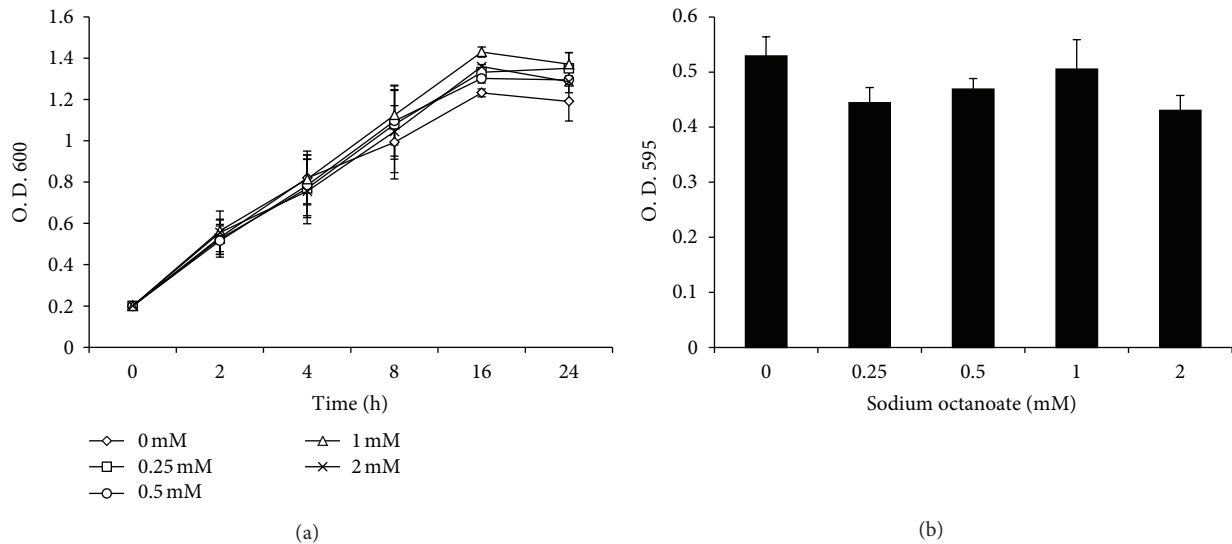 1.6
1.4
1.2
1
0.8
0.6
0.4
0.2
0
O. D. 600
0 2 4 8 16 24
Time (h)
0 mM
0.25 mM
0.5 mM
1 mM
2 mM
(a)
0.6
0.5
0.4
0.3
0.2
0.1
0
O. D. 595
0 0.25 0.5 1 2
Sodium octanoate (mM)
(b)